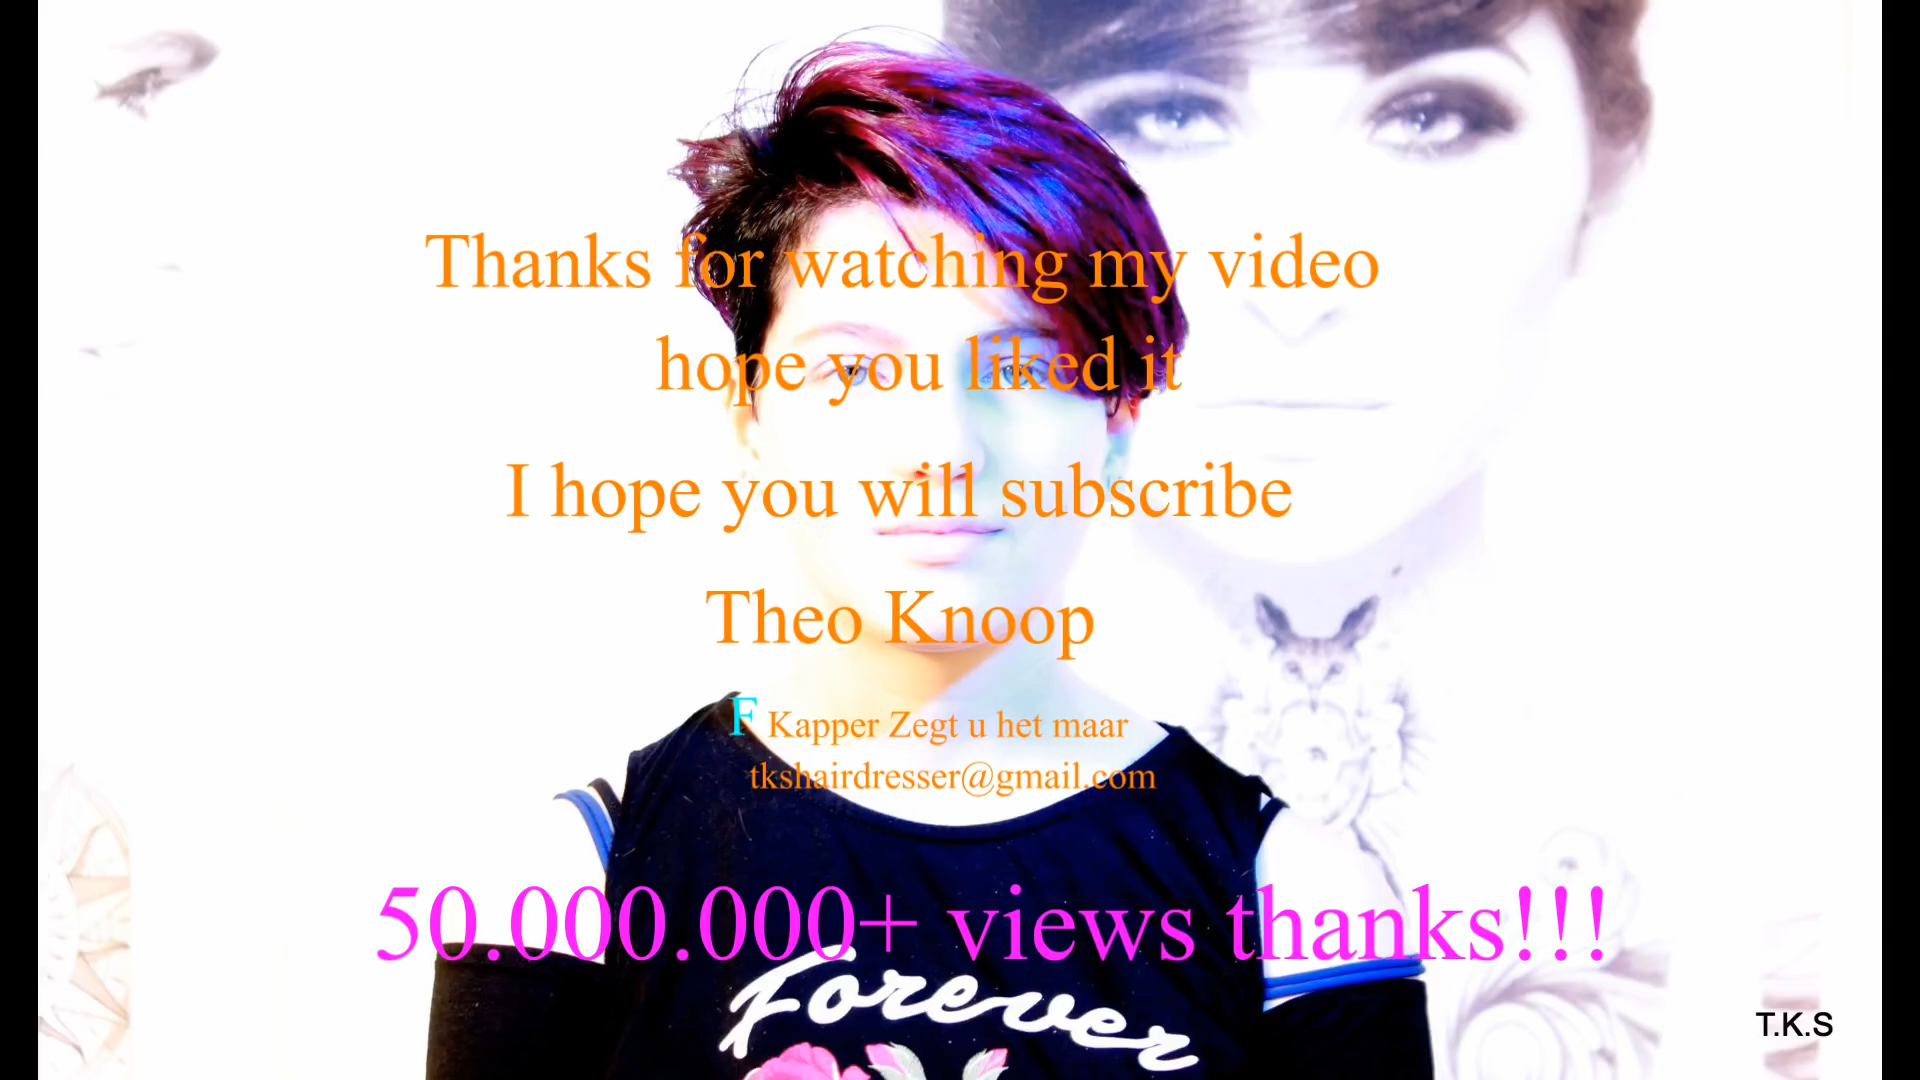 Thanks for watching my video
hope you liked it
I hope you will subscribe
Theo Knoop
F Kapper Zegt u het maar
tkshairdresser@gmail.com
50.000.000+ views thanks!!!
Forever
T.K.S